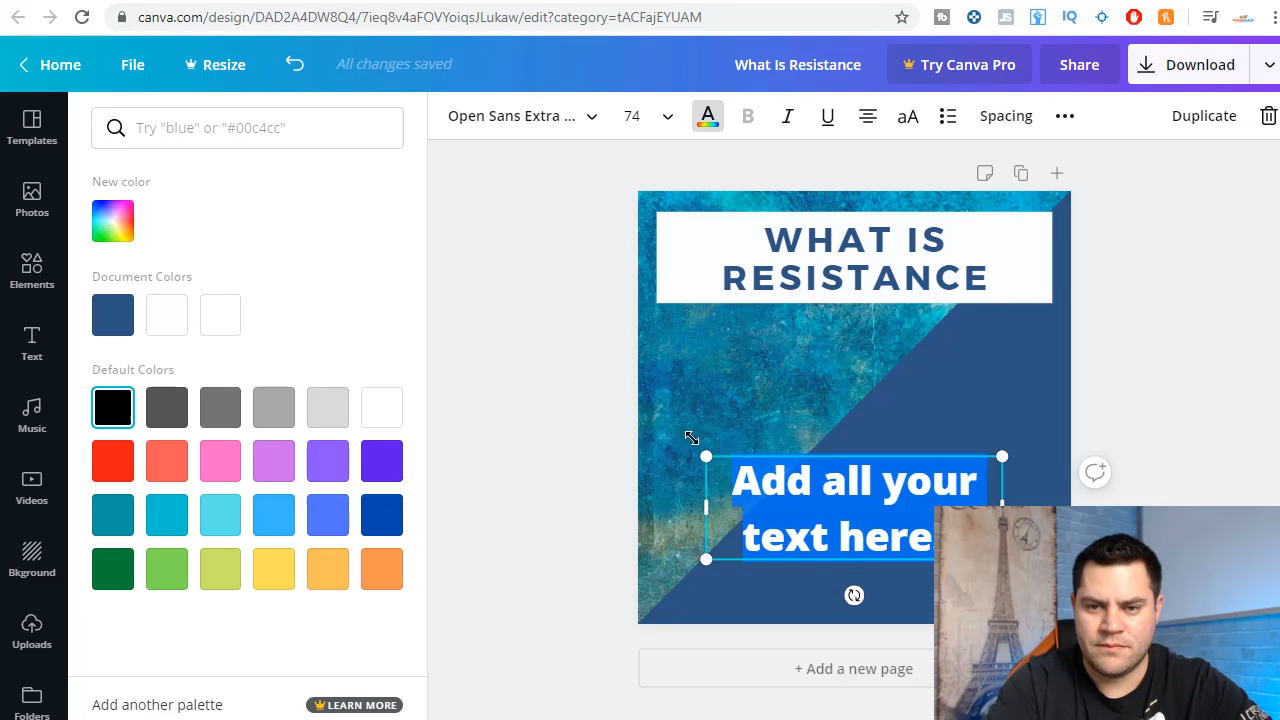 canva.com/design/DAD2A4DW8Q4/7ieq8v4aFOVYoiqsJLukaw/edit?category=tACFajEYUAM
Home
File
Resize
All changes saved
What Is Resistance
Try Canva Pro
Share
Download
Templates
Photos
Elements
Text
Music
Videos
Bkground
Uploads
Folders
Try "blue" or "#00c4cc"
New color
Document Colors
Default Colors
Add another palette
LEARN MORE
Open Sans Extra ...
74
A
B
I
U
aA
Spacing
Duplicate
WHAT IS
RESISTANCE
Add all your
text here.
+ Add a new page